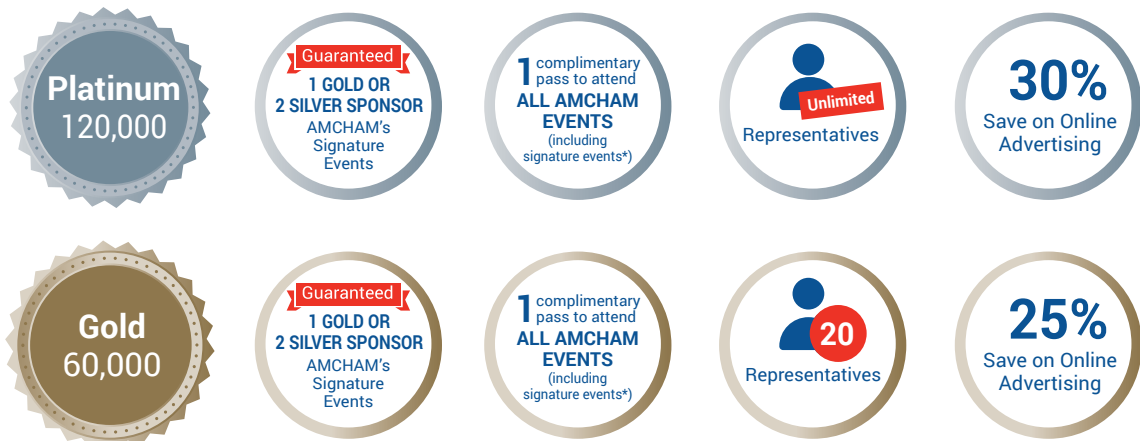 Platinum
120,000
Guaranteed
1 GOLD OR
2 SILVER SPONSOR
AMCHAM's
Signature
Events
1 complimentary
pass to attend
ALL AMCHAM
EVENTS
(including
signature events*)
Unlimited
Representatives
30%
Save on Online
Advertising
Gold
60,000
Guaranteed
1 GOLD OR
2 SILVER SPONSOR
AMCHAM's
Signature
Events
1 complimentary
pass to attend
ALL AMCHAM
EVENTS
(including
signature events*)
20
Representatives
25%
Save on Online
Advertising